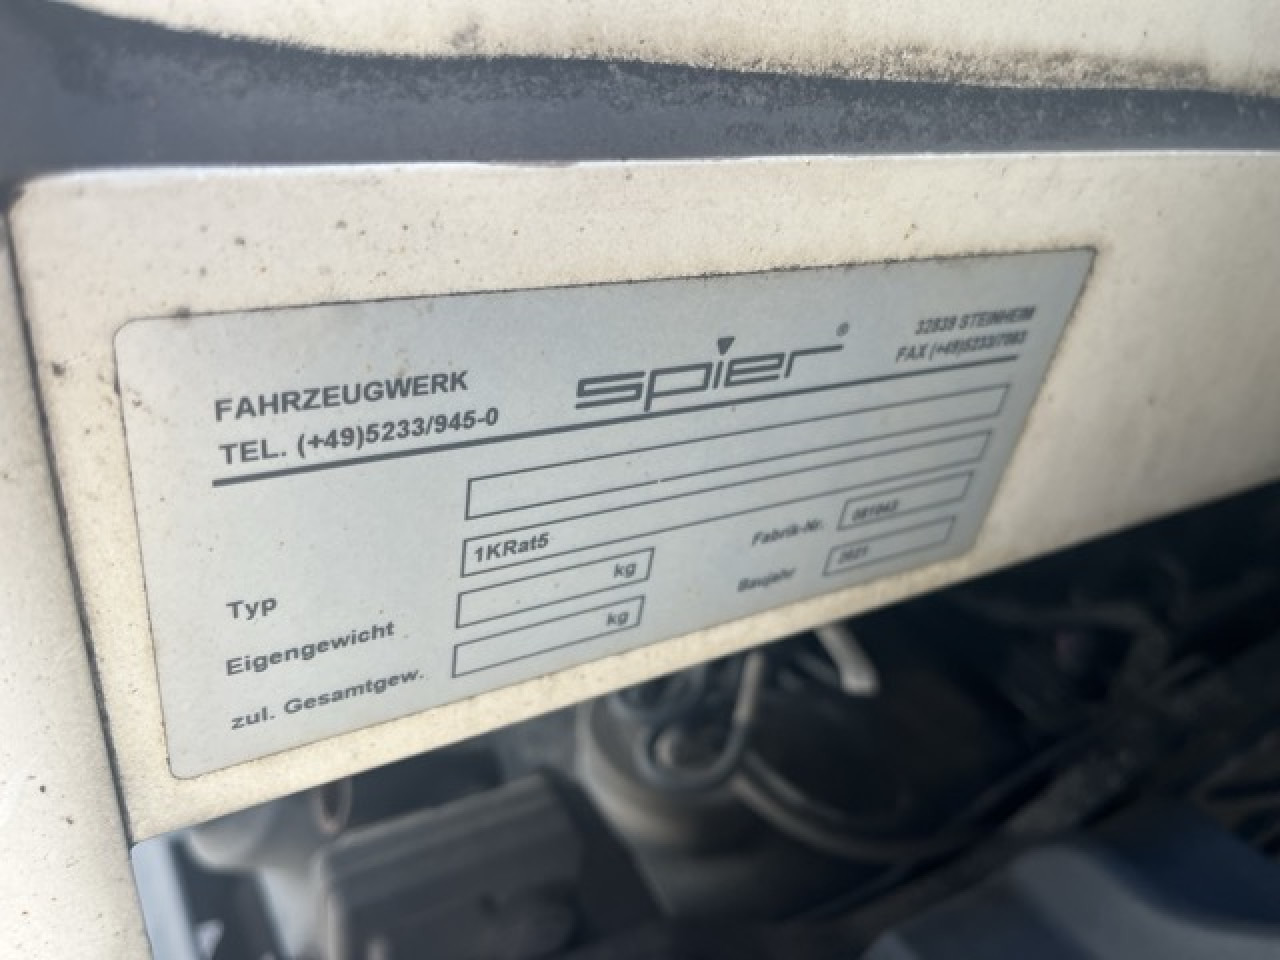 FAHRZEUGWERK
TEL. (+49)5233/945-0
spier®
32839 STEINHEIM
FAX (+49)5233/7063
Typ 1KRat5
Eigengewicht kg
zul. Gesamtgew. kg
Fabrik-Nr.
Baujahr 2021